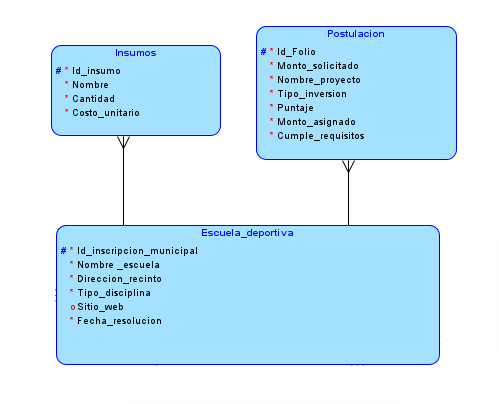 Insumos
# * Id_insumo
* Nombre
* Cantidad
* Costo_unitario
Postulacion
# * Id_Folio
* Monto_solicitado
* Nombre_proyecto
* Tipo_inversion
* Puntaje
* Monto_asignado
* Cumple_requisitos
Escuela_deportiva
# * Id_inscripcion_municipal
* Nombre _escuela
* Direccion_recinto
* Tipo_disciplina
o Sitio_web
* Fecha_resolucion